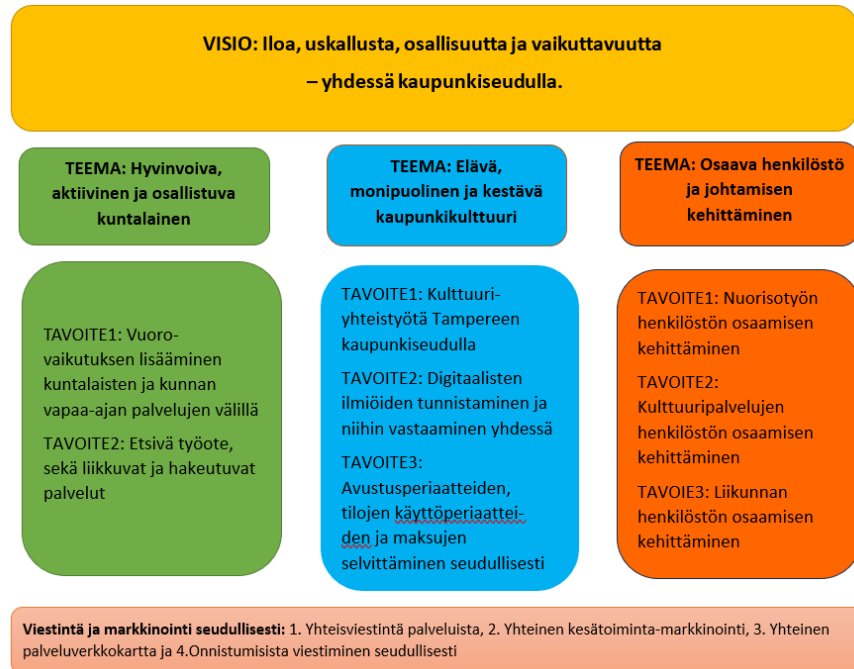 VISIO: Iloa, uskallusta, osallisuutta ja vaikuttavuutta
– yhdessä kaupunkiseudulla.
TEEMA: Hyvinvoiva,
aktiivinen ja osallistuva
kuntalainen
TAVOITE1: Vuoro-
vaikutuksen lisääminen
kuntalaisten ja kunnan
vapaa-ajan palvelujen välillä
TAVOITE2: Etsivä työote,
sekä liikkuvat ja hakeutuvat
palvelut
TEEMA: Elävä,
monipuolinen ja kestävä
kaupunkikulttuuri
TAVOITE1: Kulttuuri-
yhteistyötä Tampereen
kaupunkiseudulla
TAVOITE2: Digitaalisten
ilmiöiden tunnistaminen ja
niihin vastaaminen yhdessä
TAVOITE3:
Avustusperiaatteiden,
tilojen käyttöperiaattei-
den ja maksujen
selvittäminen seudullisesti
TEEMA: Osaava henkilöstö
ja johtamisen
kehittäminen
TAVOITE1: Nuorisotyön
henkilöstön osaamisen
kehittäminen
TAVOITE2:
Kulttuuripalvelujen
henkilöstön osaamisen
kehittäminen
TAVOIE3: Liikunnan
henkilöstön osaamisen
kehittäminen
Viestintä ja markkinointi seudullisesti: 1. Yhteisviestintä palveluista, 2. Yhteinen kesätoiminta-markkinointi, 3. Yhteinen
palveluverkkokartta ja 4.Onnistumisista viestiminen seudullisesti